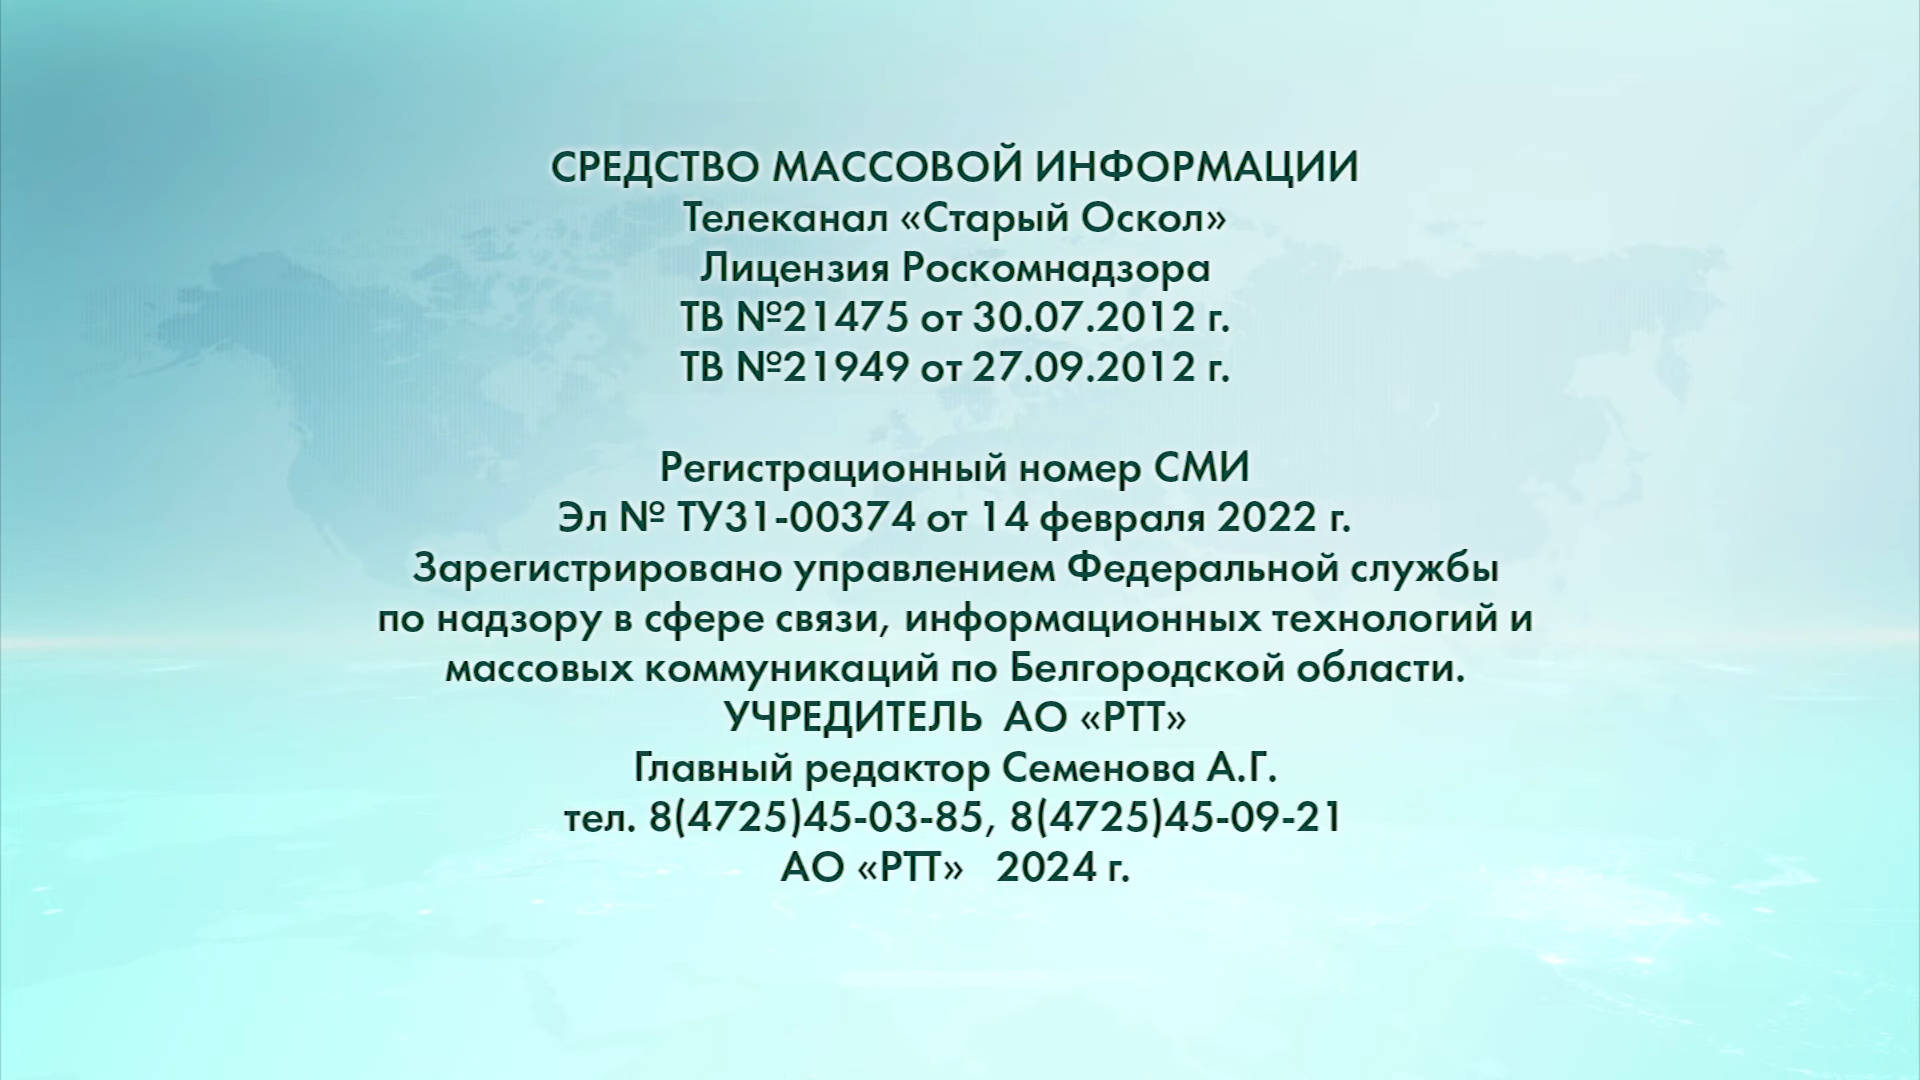 СРЕДСТВО МАССОВОЙ ИНФОРМАЦИИ
Телеканал «Старый Оскол»
Лицензия Роскомнадзора
ТВ №21475 от 30.07.2012 г.
ТВ №21949 от 27.09.2012 г.
Регистрационный номер СМИ
Эл № ТУ31-00374 от 14 февраля 2022 г.
Зарегистрировано управлением Федеральной службы
по надзору в сфере связи, информационных технологий и
массовых коммуникаций по Белгородской области.
УЧРЕДИТЕЛЬ  АО «РТТ»
Главный редактор Семенова А.Г.
тел. 8(4725)45-03-85, 8(4725)45-09-21
АО «РТТ»   2024 г.